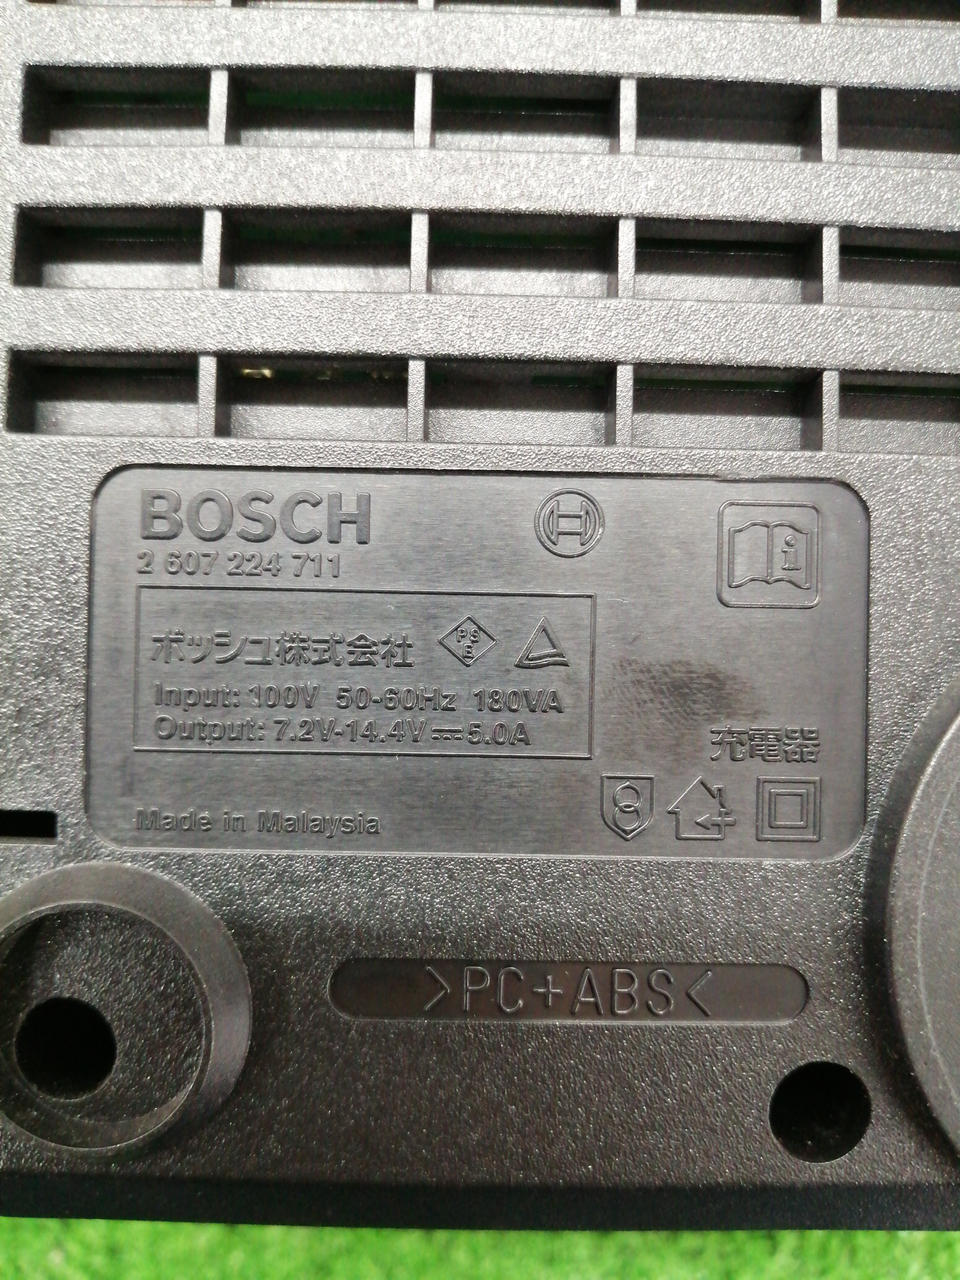 BOSCH
2 607 224 711
ボッシュ株式会社
PS
E
Input: 100V 50-60Hz 180VA
Output: 7.2V-14.4V⎓5.0A
充電器
Made in Malaysia
>PC+ABS<